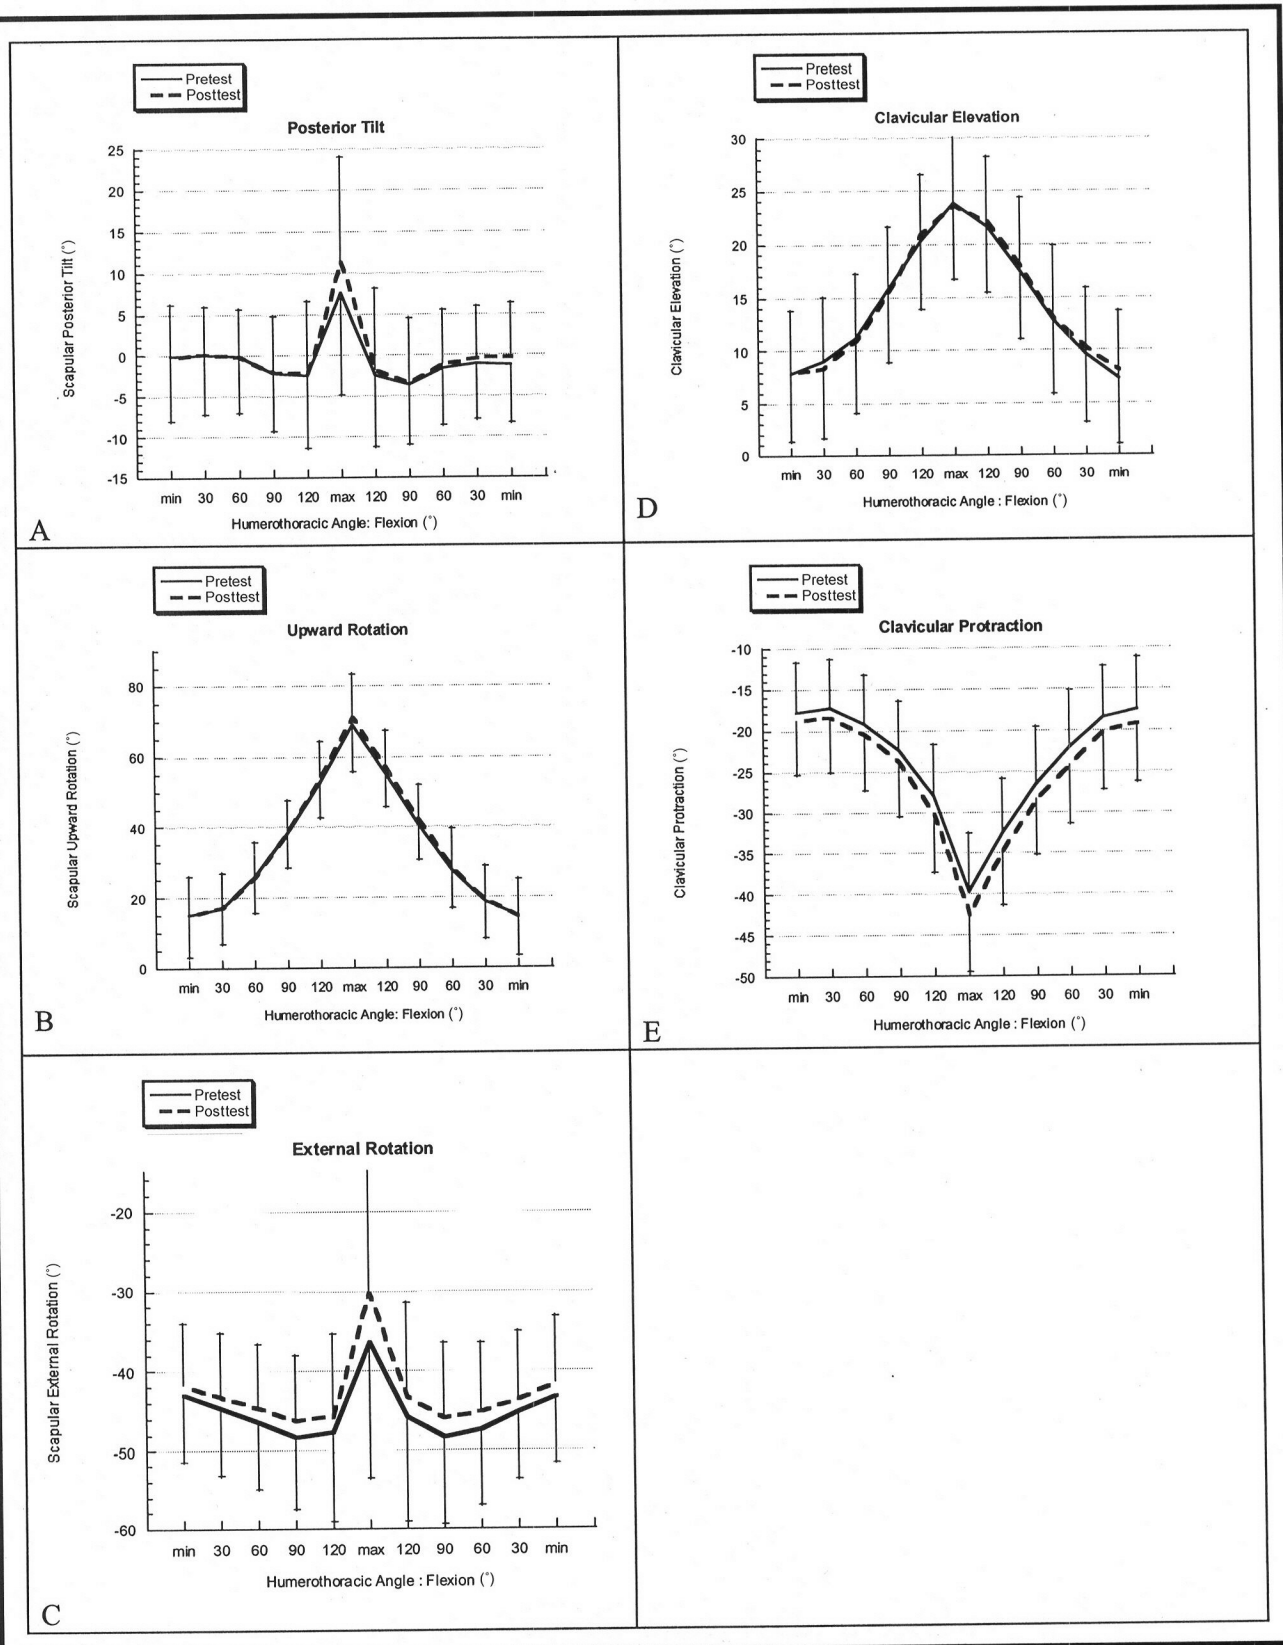 Pretest
Posttest
Posterior Tilt
25
20
15
10
5
0
-5
-10
-15
Scapular Posterior Tilt (°)
min 30 60 90 120 max 120 90 60 30 min
Humerothoracic Angle: Flexion (°)
A
Pretest
Posttest
Clavicular Elevation
30
25
20
15
10
5
0
Clavicular Elevation (°)
min 30 60 90 120 max 120 90 60 30 min
Humerothoracic Angle : Flexion (°)
D
Pretest
Posttest
Upward Rotation
80
60
40
20
0
Scapular Upward Rotation (°)
min 30 60 90 120 max 120 90 60 30 min
Humerothoracic Angle: Flexion (°)
B
Pretest
Posttest
Clavicular Protraction
-10
-15
-20
-25
-30
-35
-40
-45
-50
Clavicular Protraction (°)
min 30 60 90 120 max 120 90 60 30 min
Humerothoracic Angle : Flexion (°)
E
Pretest
Posttest
External Rotation
-20
-30
-40
-50
-60
Scapular External Rotation (°)
min 30 60 90 120 max 120 90 60 30 min
Humerothoracic Angle : Flexion (°)
C